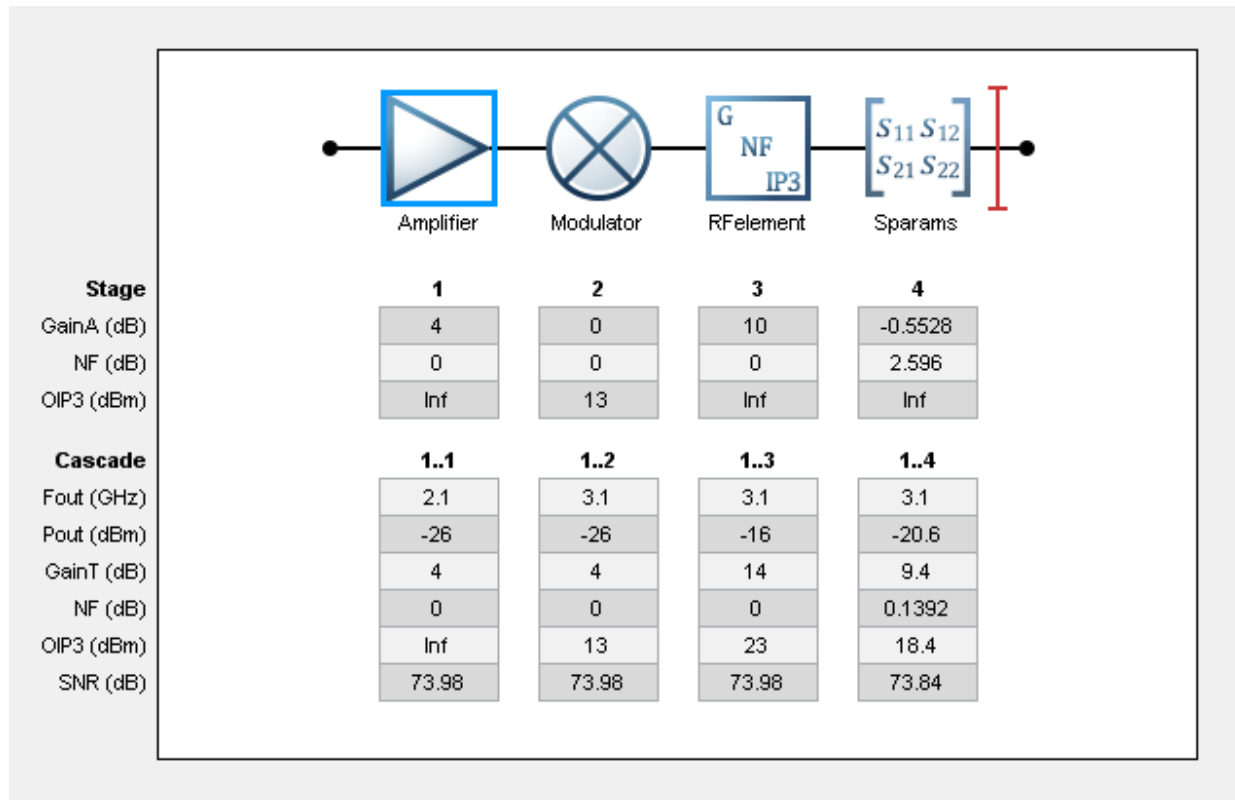 G
NF
IP3
S11 S12
S21 S22
Amplifier Modulator RFelement Sparams
Stage 1 2 3 4
GainA (dB) 4 0 10 -0.5528
NF (dB) 0 0 0 2.596
OIP3 (dBm) Inf 13 Inf Inf
Cascade 1..1 1..2 1..3 1..4
Fout (GHz) 2.1 3.1 3.1 3.1
Pout (dBm) -26 -26 -16 -20.6
GainT (dB) 4 4 14 9.4
NF (dB) 0 0 0 0.1392
OIP3 (dBm) Inf 13 23 18.4
SNR (dB) 73.98 73.98 73.98 73.84